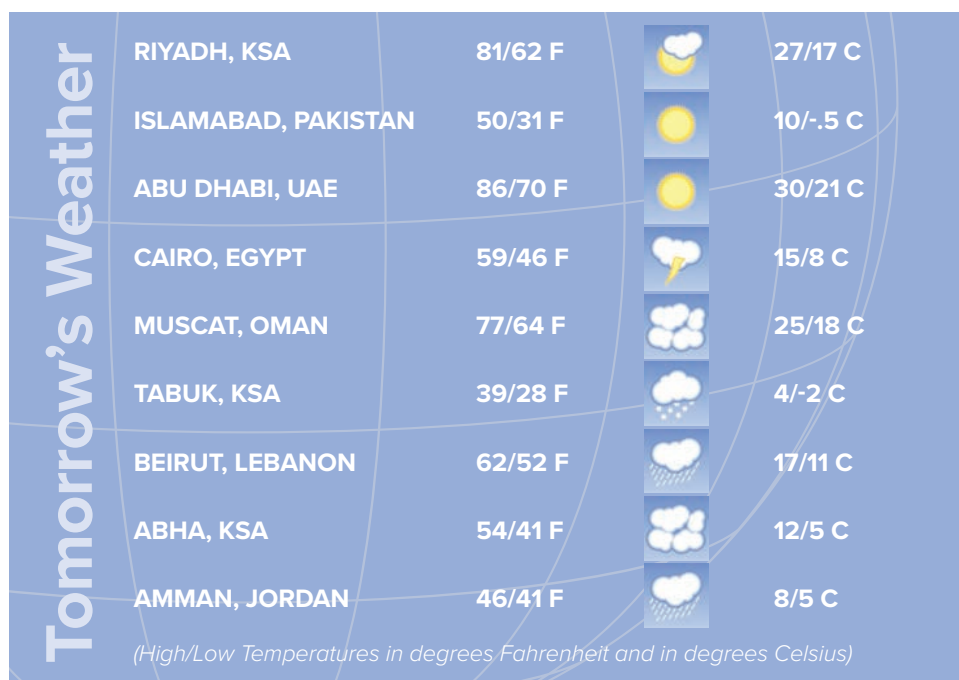 Tomorrow's Weather
RIYADH, KSA 81/62 F 27/17 C
ISLAMABAD, PAKISTAN 50/31 F 10/-.5 C
ABU DHABI, UAE 86/70 F 30/21 C
CAIRO, EGYPT 59/46 F 15/8 C
MUSCAT, OMAN 77/64 F 25/18 C
TABUK, KSA 39/28 F 4/-2 C
BEIRUT, LEBANON 62/52 F 17/11 C
ABHA, KSA 54/41 F 12/5 C
AMMAN, JORDAN 46/41 F 8/5 C
(High/Low Temperatures in degrees Fahrenheit and in degrees Celsius)